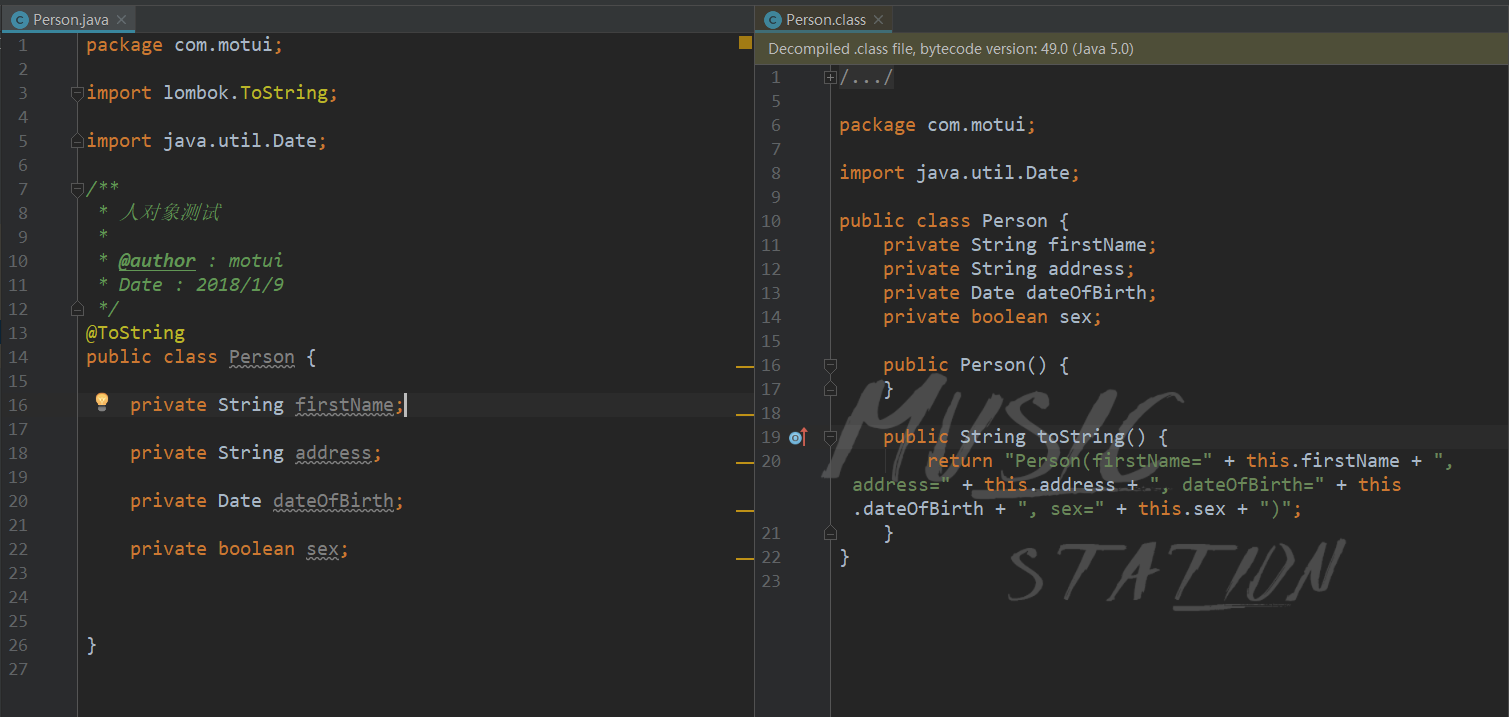 Person.java
1 package com.motui;
2
3 import lombok.ToString;
4
5 import java.util.Date;
6
7 /**
8  * 人对象测试
9  *
10  * @author : motui
11  * Date : 2018/1/9
12  */
13 @ToString
14 public class Person {
15
16     private String firstName;
17
18     private String address;
19
20     private Date dateOfBirth;
21
22     private boolean sex;
23
24
25
26 }
27
Person.class
Decompiled .class file, bytecode version: 49.0 (Java 5.0)
1 /.../
5
6 package com.motui;
7
8 import java.util.Date;
9
10 public class Person {
11     private String firstName;
12     private String address;
13     private Date dateOfBirth;
14     private boolean sex;
15
16     public Person() {
17     }
18
19     public String toString() {
20         return "Person(firstName=" + this.firstName + ",
address=" + this.address + ", dateOfBirth=" + this
.dateOfBirth + ", sex=" + this.sex + ")";
21     }
22 }
23
MUSIC
STATION